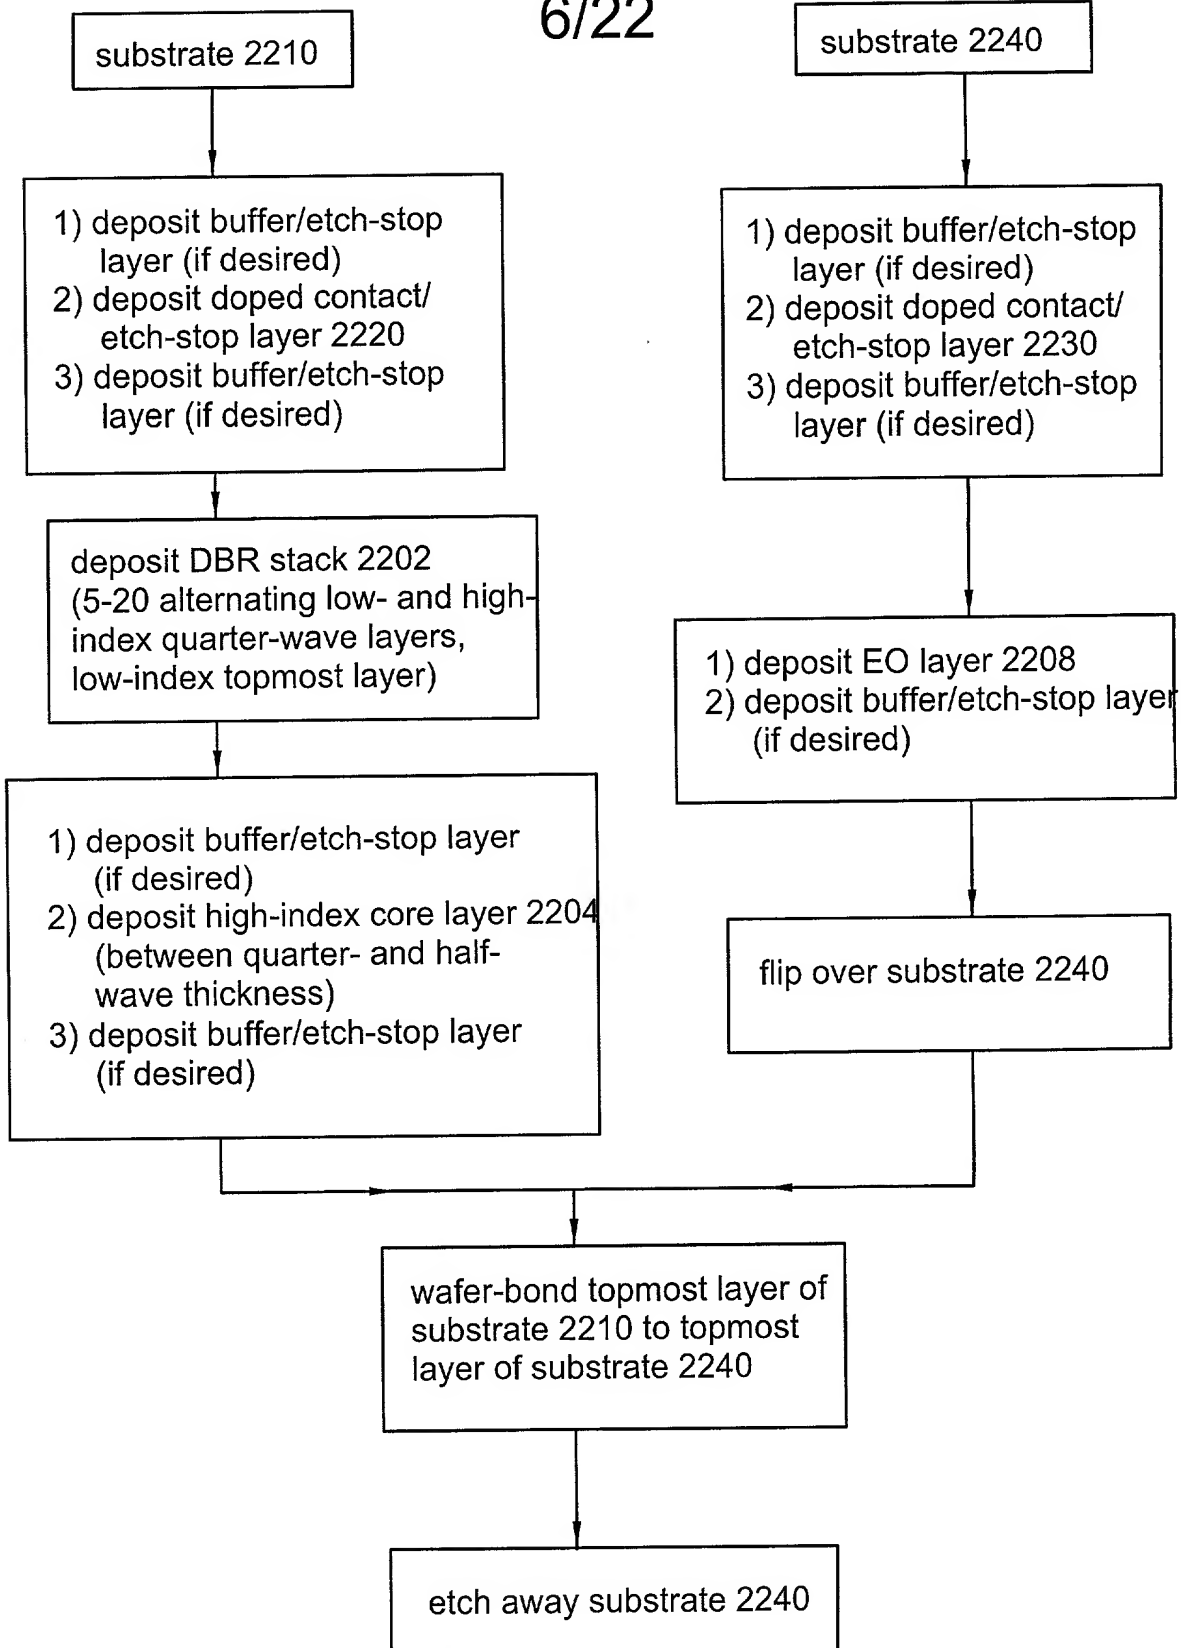 6/22
substrate 2210
1) deposit buffer/etch-stop
layer (if desired)
2) deposit doped contact/
etch-stop layer 2220
3) deposit buffer/etch-stop
layer (if desired)
deposit DBR stack 2202
(5-20 alternating low- and high-
index quarter-wave layers,
low-index topmost layer)
1) deposit buffer/etch-stop layer
(if desired)
2) deposit high-index core layer 2204
(between quarter- and half-
wave thickness)
3) deposit buffer/etch-stop layer
(if desired)
substrate 2240
1) deposit buffer/etch-stop
layer (if desired)
2) deposit doped contact/
etch-stop layer 2230
3) deposit buffer/etch-stop
layer (if desired)
1) deposit EO layer 2208
2) deposit buffer/etch-stop layer
(if desired)
flip over substrate 2240
wafer-bond topmost layer of
substrate 2210 to topmost
layer of substrate 2240
etch away substrate 2240